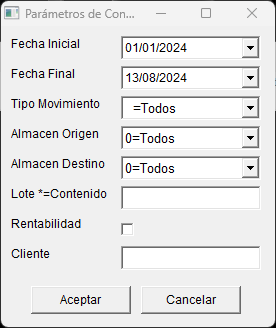 Parámetros de Con...
Fecha Inicial 01/01/2024
Fecha Final 13/08/2024
Tipo Movimiento =Todos
Almacen Origen 0=Todos
Almacen Destino 0=Todos
Lote *=Contenido
Rentabilidad
Cliente
Aceptar Cancelar